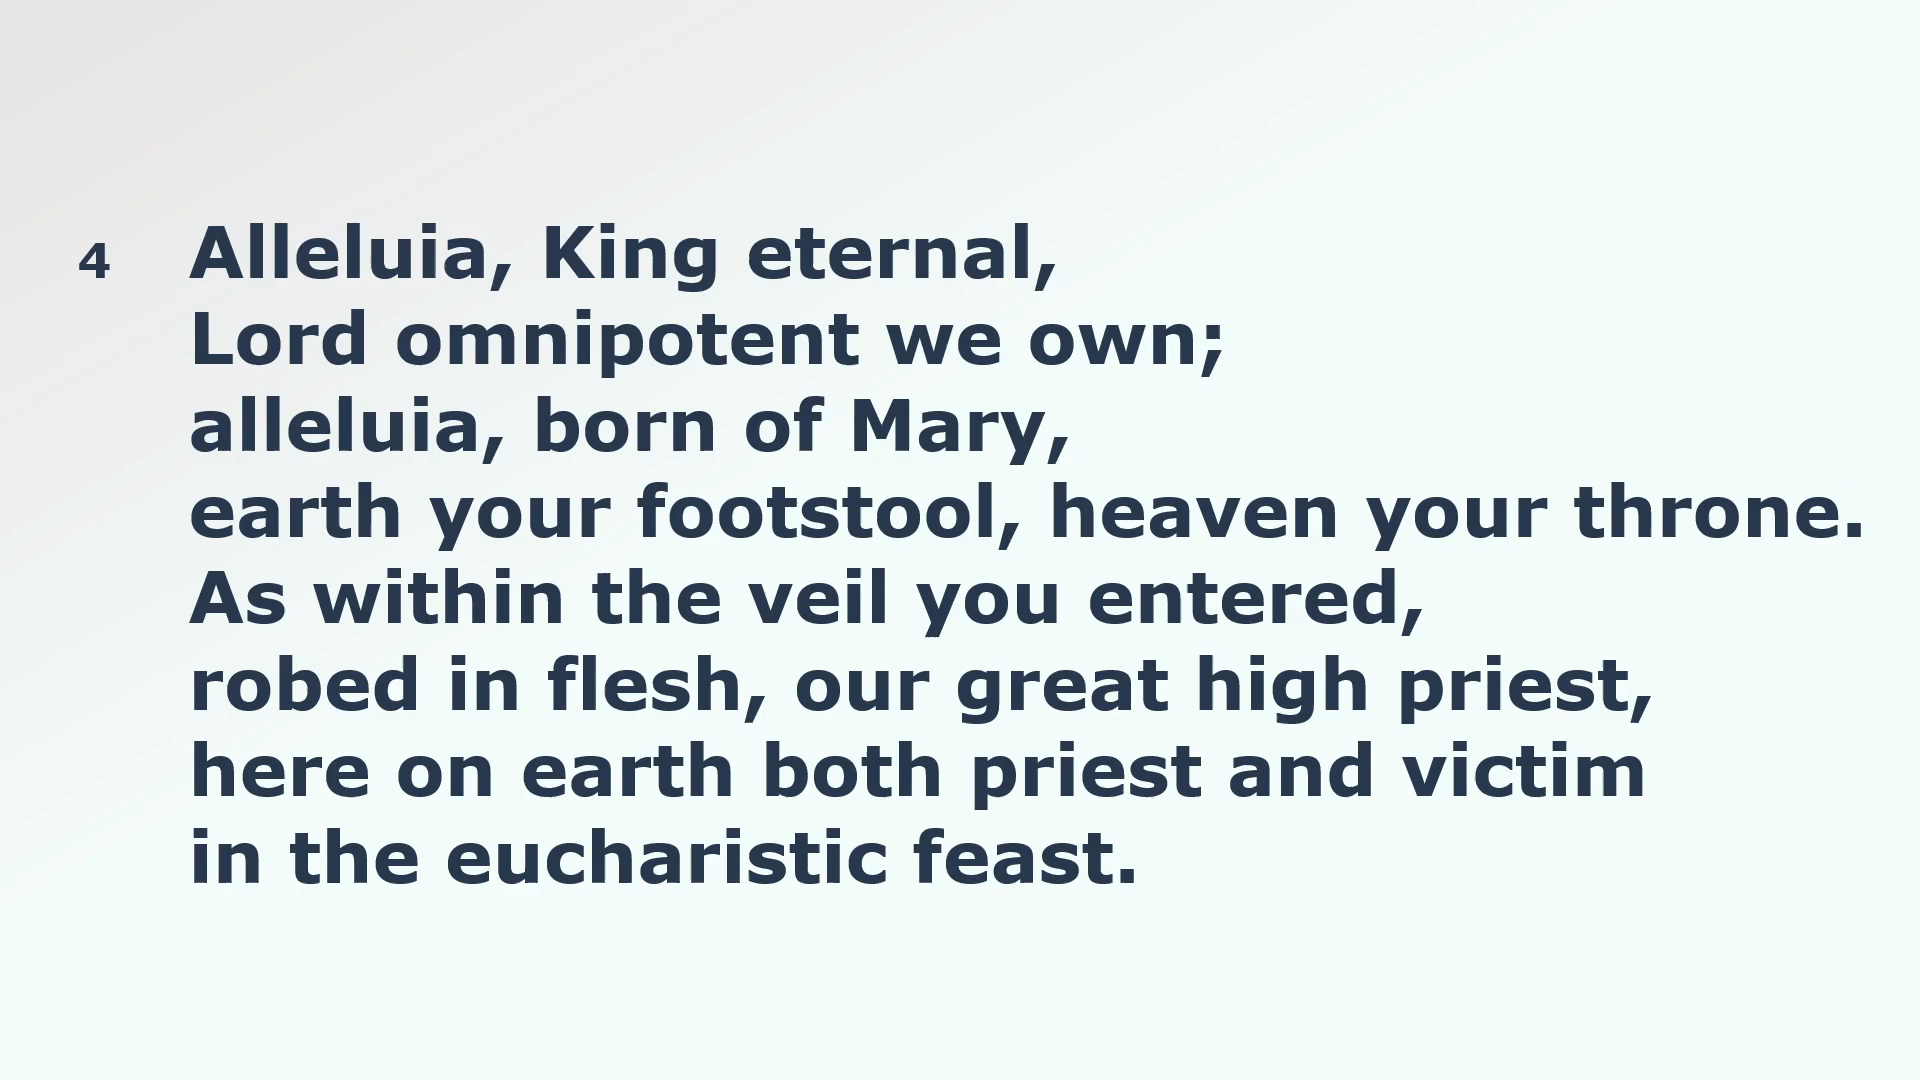 4 Alleluia, King eternal,
Lord omnipotent we own;
alleluia, born of Mary,
earth your footstool, heaven your throne.
As within the veil you entered,
robed in flesh, our great high priest,
here on earth both priest and victim
in the eucharistic feast.